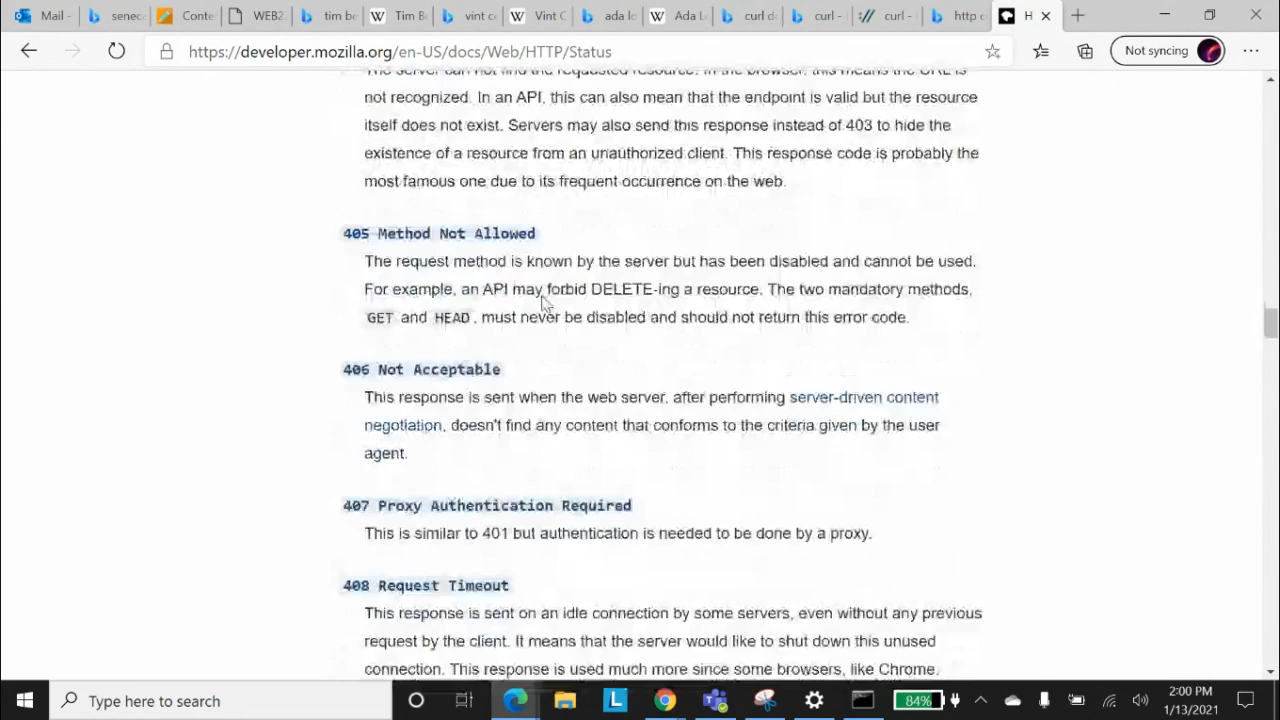 Mail -
senec
Conte
WEB2
tim be
Tim B
vint c
Vint C
ada lo
Ada L
curl d
curl -
curl -
http c
H
https://developer.mozilla.org/en-US/docs/Web/HTTP/Status
Not syncing
The server can not find the requested resource. In the browser, this means the URL is
not recognized. In an API, this can also mean that the endpoint is valid but the resource
itself does not exist. Servers may also send this response instead of 403 to hide the
existence of a resource from an unauthorized client. This response code is probably the
most famous one due to its frequent occurrence on the web.
405 Method Not Allowed
The request method is known by the server but has been disabled and cannot be used.
For example, an API may forbid DELETE-ing a resource. The two mandatory methods,
GET and HEAD, must never be disabled and should not return this error code.
406 Not Acceptable
This response is sent when the web server, after performing server-driven content
negotiation, doesn't find any content that conforms to the criteria given by the user
agent.
407 Proxy Authentication Required
This is similar to 401 but authentication is needed to be done by a proxy.
408 Request Timeout
This response is sent on an idle connection by some servers, even without any previous
request by the client. It means that the server would like to shut down this unused
connection. This response is used much more since some browsers, like Chrome,
Type here to search
84%
2:00 PM
1/13/2021